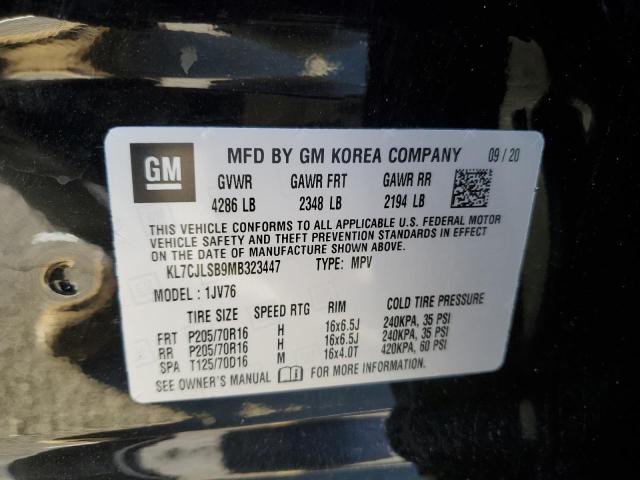 GM MFD BY GM KOREA COMPANY 09 / 20
GVWR GAWR FRT GAWR RR
4286 LB 2348 LB 2194 LB
THIS VEHICLE CONFORMS TO ALL APPLICABLE U.S. FEDERAL MOTOR
VEHICLE SAFETY AND THEFT PREVENTION STANDARDS IN EFFECT
ON THE DATE OF MANUFACTURE SHOWN ABOVE.
KL7CJLSB9MB323447 TYPE: MPV
MODEL : 1JV76
TIRE SIZE SPEED RTG RIM COLD TIRE PRESSURE
FRT P205/70R16 H 16x6.5J 240KPA, 35 PSI
RR P205/70R16 H 16x6.5J 240KPA, 35 PSI
SPA T125/70D16 M 16x4.0T 420KPA, 60 PSI
SEE OWNER'S MANUAL FOR MORE INFORMATION.